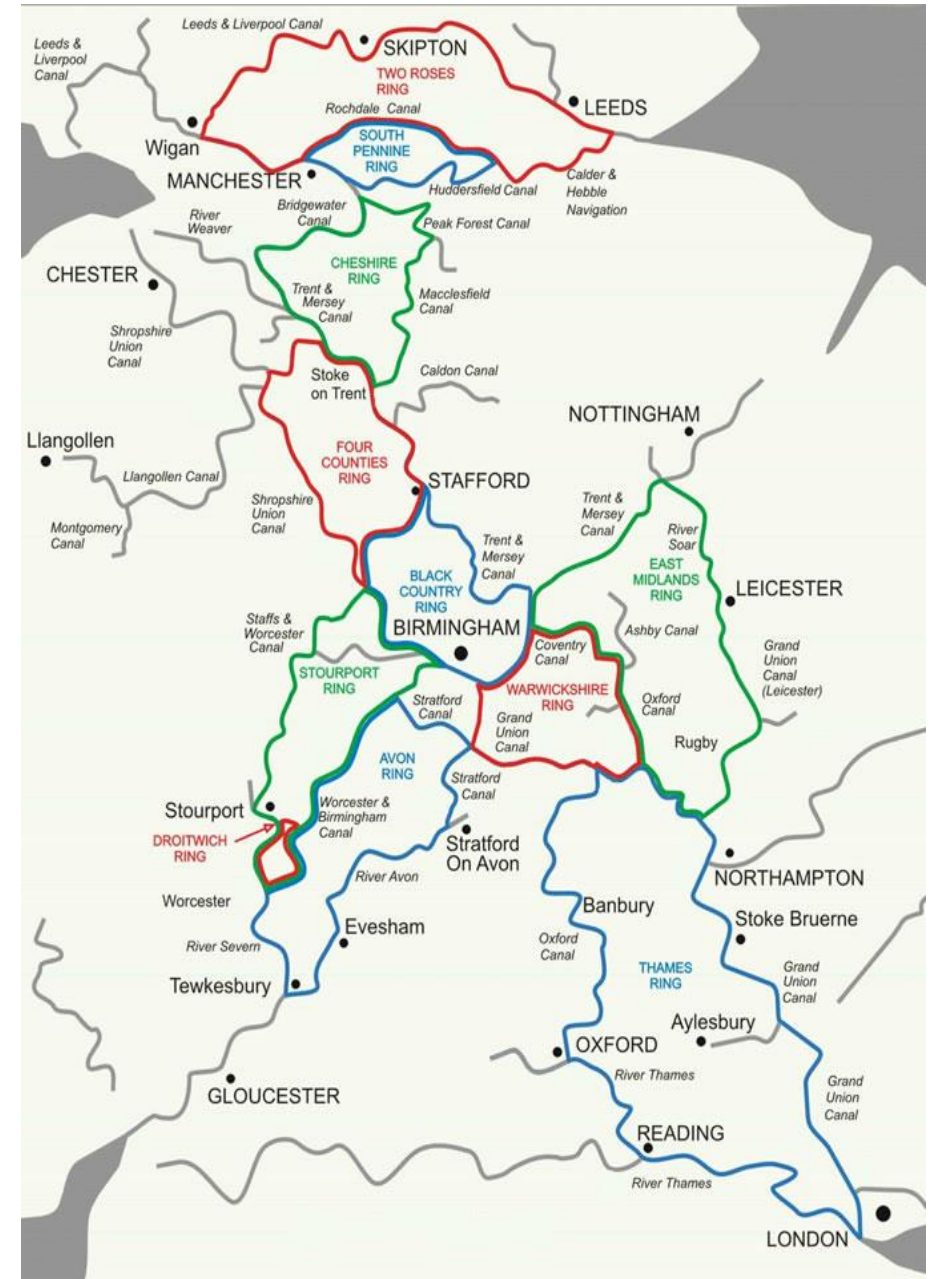 Leeds & Liverpool Canal
Leeds &
Liverpool
Canal
SKIPTON
TWO ROSES
RING
LEEDS
Rochdale Canal
Wigan
SOUTH
PENNINE
RING
MANCHESTER
Huddersfield Canal
Calder &
Hebble
Navigation
Bridgewater
Canal
River
Weaver
Peak Forest Canal
CHESTER
CHESHIRE
RING
Trent &
Mersey
Canal
Macclesfield
Canal
Shropshire
Union
Canal
Stoke
on Trent
Caldon Canal
NOTTINGHAM
Llangollen
FOUR
COUNTIES
RING
Llangollen Canal
STAFFORD
Shropshire
Union
Canal
Montgomery
Canal
Trent &
Mersey
Canal
Trent &
Mersey
Canal
River
Soar
EAST
MIDLANDS
RING
BLACK
COUNTRY
RING
LEICESTER
BIRMINGHAM
Staffs &
Worcester
Canal
Coventry
Canal
Ashby Canal
Grand
Union
Canal
(Leicester)
STOURPORT
RING
WARWICKSHIRE
RING
Stratford
Canal
Grand
Union
Canal
Oxford
Canal
Rugby
AVON
RING
Stratford
Canal
Stourport
Worcester &
Birmingham
Canal
DROITWICH
RING
Stratford
On Avon
River Avon
NORTHAMPTON
Worcester
Banbury
Stoke Bruerne
Evesham
River Severn
Oxford
Canal
THAMES
RING
Grand
Union
Canal
Tewkesbury
Aylesbury
OXFORD
River Thames
Grand
Union
Canal
GLOUCESTER
READING
River Thames
LONDON